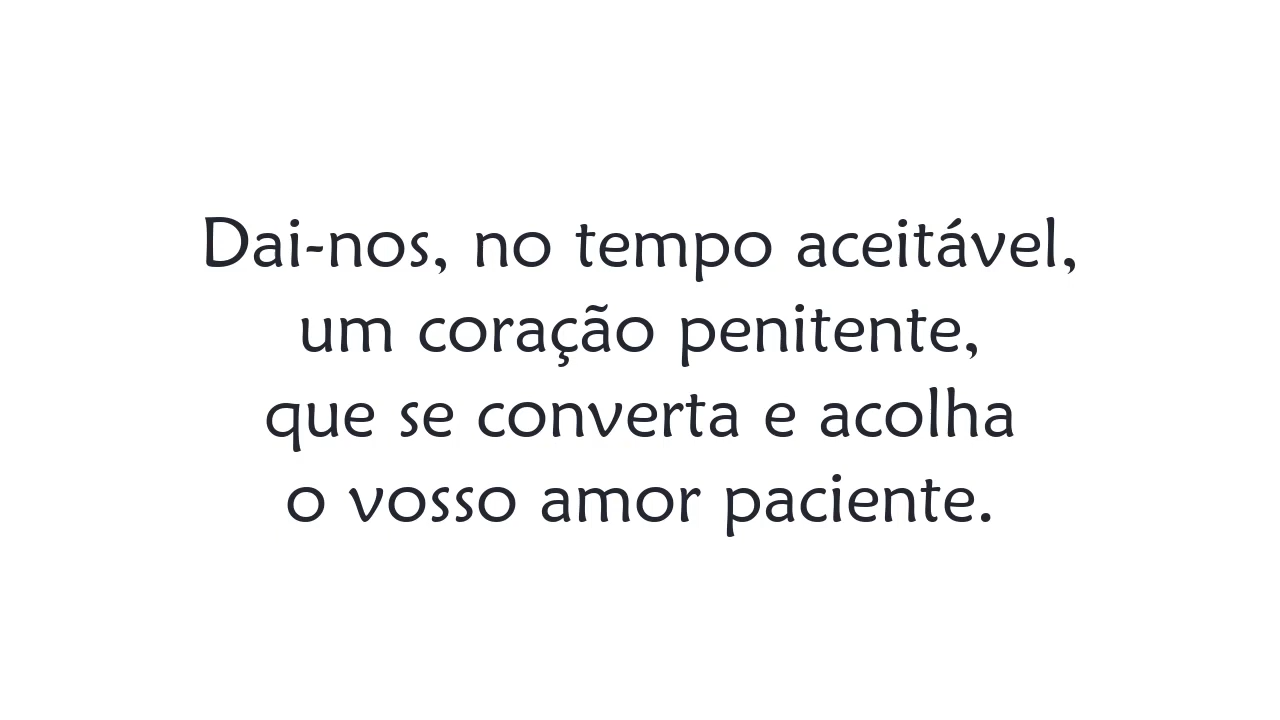 Dai-nos, no tempo aceitável,
um coração penitente,
que se converta e acolha
o vosso amor paciente.